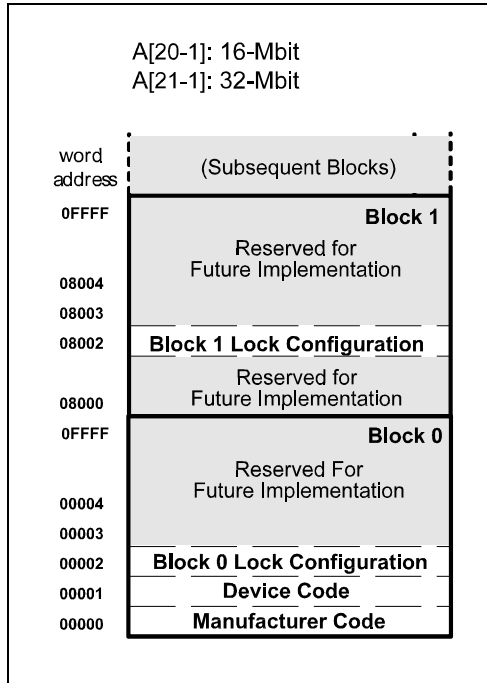 A[20-1]: 16-Mbit
A[21-1]: 32-Mbit
word
address
(Subsequent Blocks)
0FFFF
Block 1
Reserved for
Future Implementation
08004
08003
08002
Block 1 Lock Configuration
Reserved for
Future Implementation
08000
0FFFF
Block 0
Reserved For
Future Implementation
00004
00003
00002
Block 0 Lock Configuration
00001
Device Code
00000
Manufacturer Code